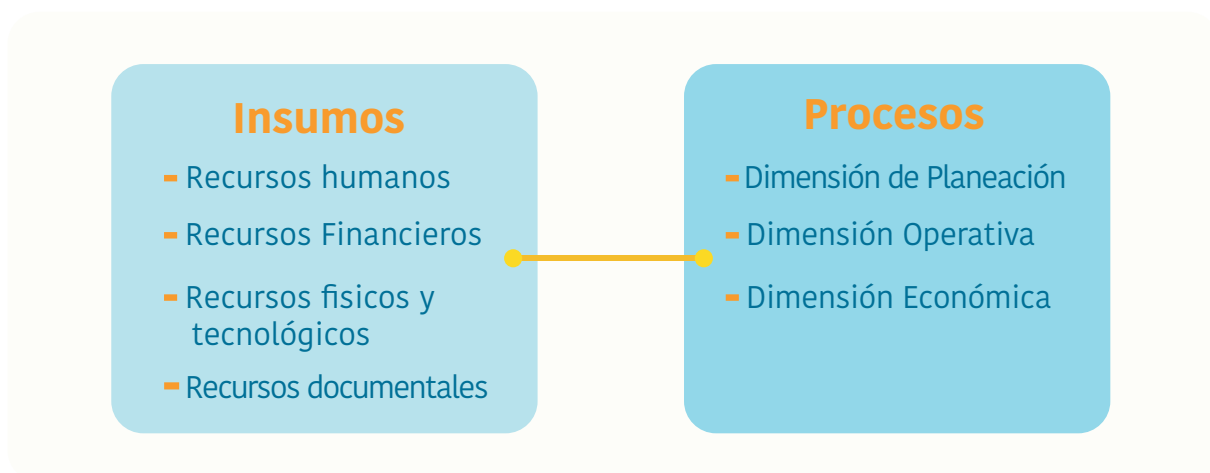 Insumos
- Recursos humanos
- Recursos Financieros
- Recursos fisicos y
tecnológicos
- Recursos documentales
Procesos
- Dimensión de Planeación
- Dimensión Operativa
- Dimensión Económica